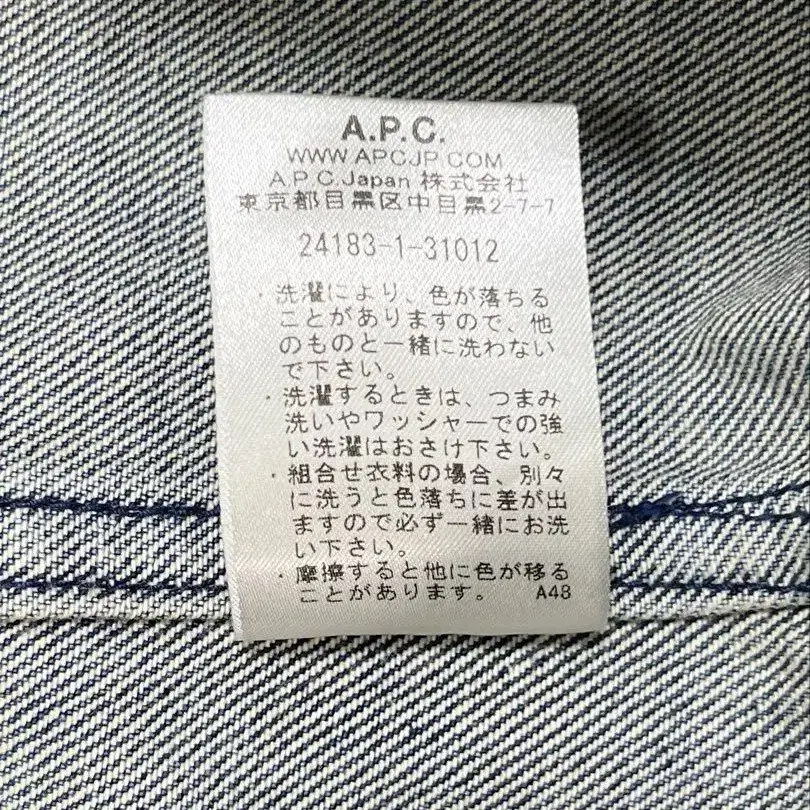 A.P.C.
WWW.APCJP.COM
A.P.C.Japan 株式会社
東京都目黒区中目黒2-7-7
24183-1-31012
・洗濯により、色が落ちる
ことがありますので、他
のものと一緒に洗わない
で下さい。
・洗濯するときは、つまみ
洗いやワッシャーでの強
い洗濯はおさけ下さい。
・組合せ衣料の場合、別々
に洗うと色落ちに差が出
ますので必ず一緒にお洗
い下さい。
・摩擦すると他に色が移る
ことがあります。 A48